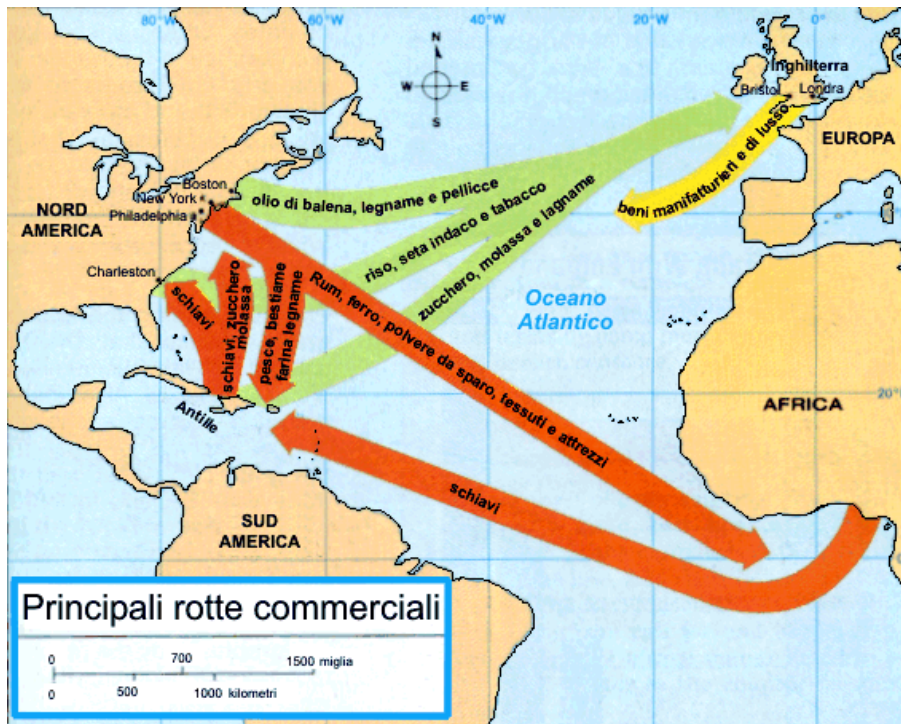 80°W
60°W
40°W
20°W
0°
N
W
E
S
Inghilterra
Bristol
Londra
EUROPA
beni manifatturieri e di lusso
Boston
New York
Philadelphia
NORD
AMERICA
olio di balena, legname e pellicce
riso, seta indaco e tabacco
zucchero, molassa e lagname
Charleston
schiavi
schiavi, zucchero
molassa
pesce, bestiame
farina legname
Rum, ferro, polvere da sparo, tessuti e attrezzi
Oceano
Atlantico
AFRICA
20°
Antille
schiavi
SUD
AMERICA
0°
Principali rotte commerciali
0 700 1500 miglia
0 500 1000 kilometri